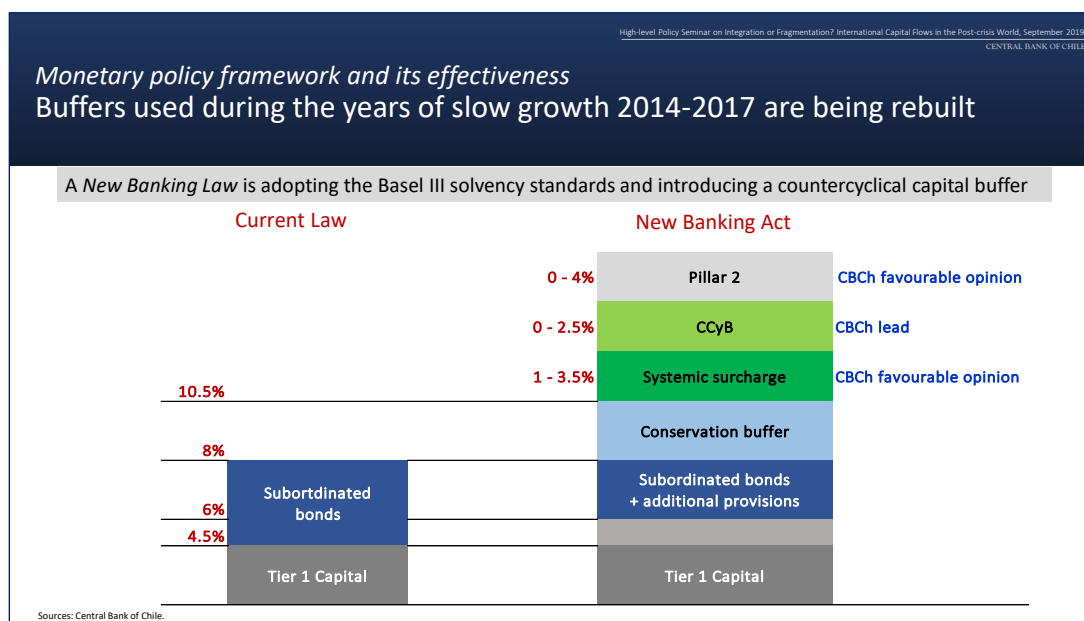 High-level Policy Seminar on Integration or Fragmentation? International Capital Flows in the Post-crisis World, September 2019
CENTRAL BANK OF CHILE
Monetary policy framework and its effectiveness
Buffers used during the years of slow growth 2014-2017 are being rebuilt
A New Banking Law is adopting the Basel III solvency standards and introducing a countercyclical capital buffer
Current Law
New Banking Act
0 - 4%
Pillar 2
CBCh favourable opinion
0 - 2.5%
CCyB
CBCh lead
1 - 3.5%
Systemic surcharge
CBCh favourable opinion
10.5%
Conservation buffer
8%
Subortdinated
bonds
Subordinated bonds
+ additional provisions
6%
4.5%
Tier 1 Capital
Tier 1 Capital
Sources: Central Bank of Chile.